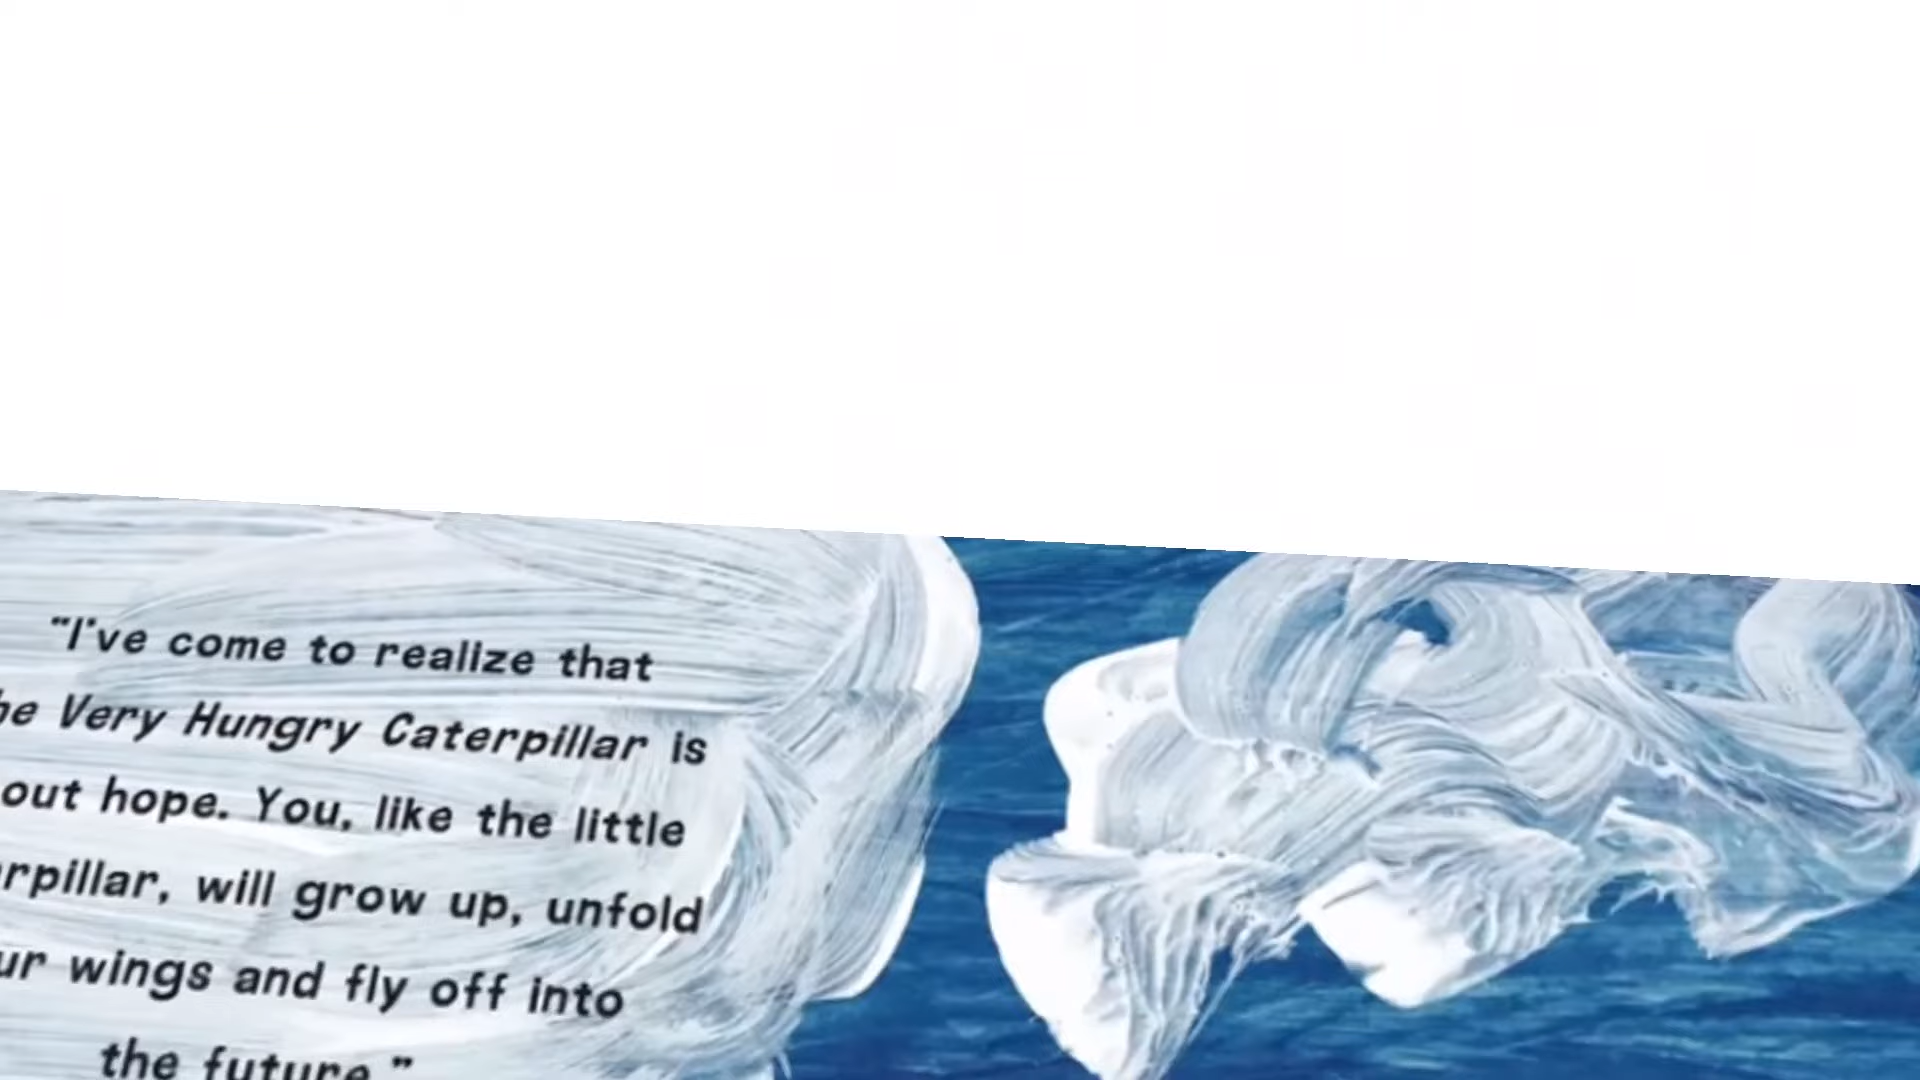 "I've come to realize that
he Very Hungry Caterpillar is
out hope. You, like the little
rpillar, will grow up, unfold
ur wings and fly off into
the future."